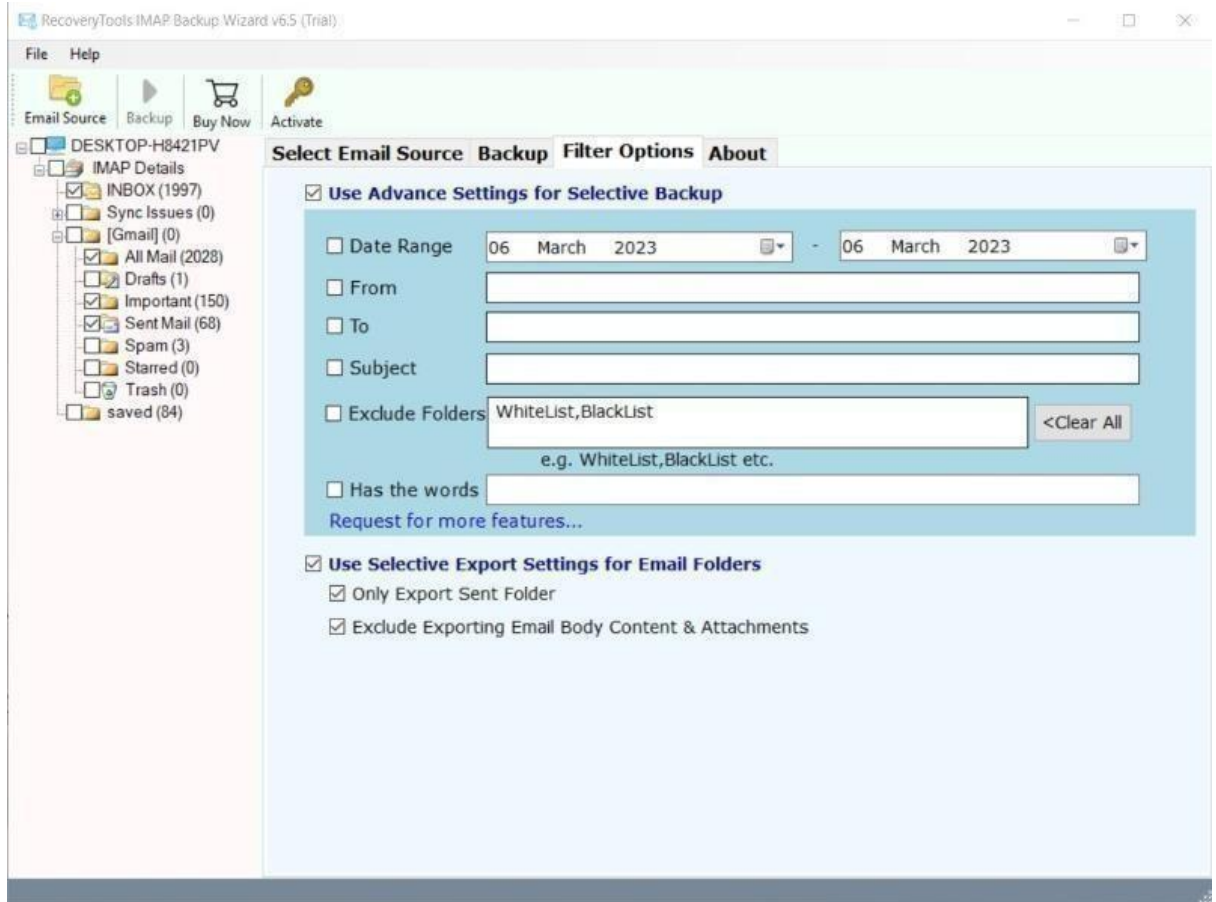 RecoveryTools IMAP Backup Wizard v6.5 (Trial)
File Help
Email Source Backup Buy Now Activate
DESKTOP-H8421PV
IMAP Details
INBOX (1997)
Sync Issues (0)
[Gmail] (0)
All Mail (2028)
Drafts (1)
Important (150)
Sent Mail (68)
Spam (3)
Starred (0)
Trash (0)
saved (84)
Select Email Source Backup Filter Options About
Use Advance Settings for Selective Backup
Date Range 06 March 2023 - 06 March 2023
From
To
Subject
Exclude Folders WhiteList,BlackList <Clear All
e.g. WhiteList,BlackList etc.
Has the words
Request for more features...
Use Selective Export Settings for Email Folders
Only Export Sent Folder
Exclude Exporting Email Body Content & Attachments